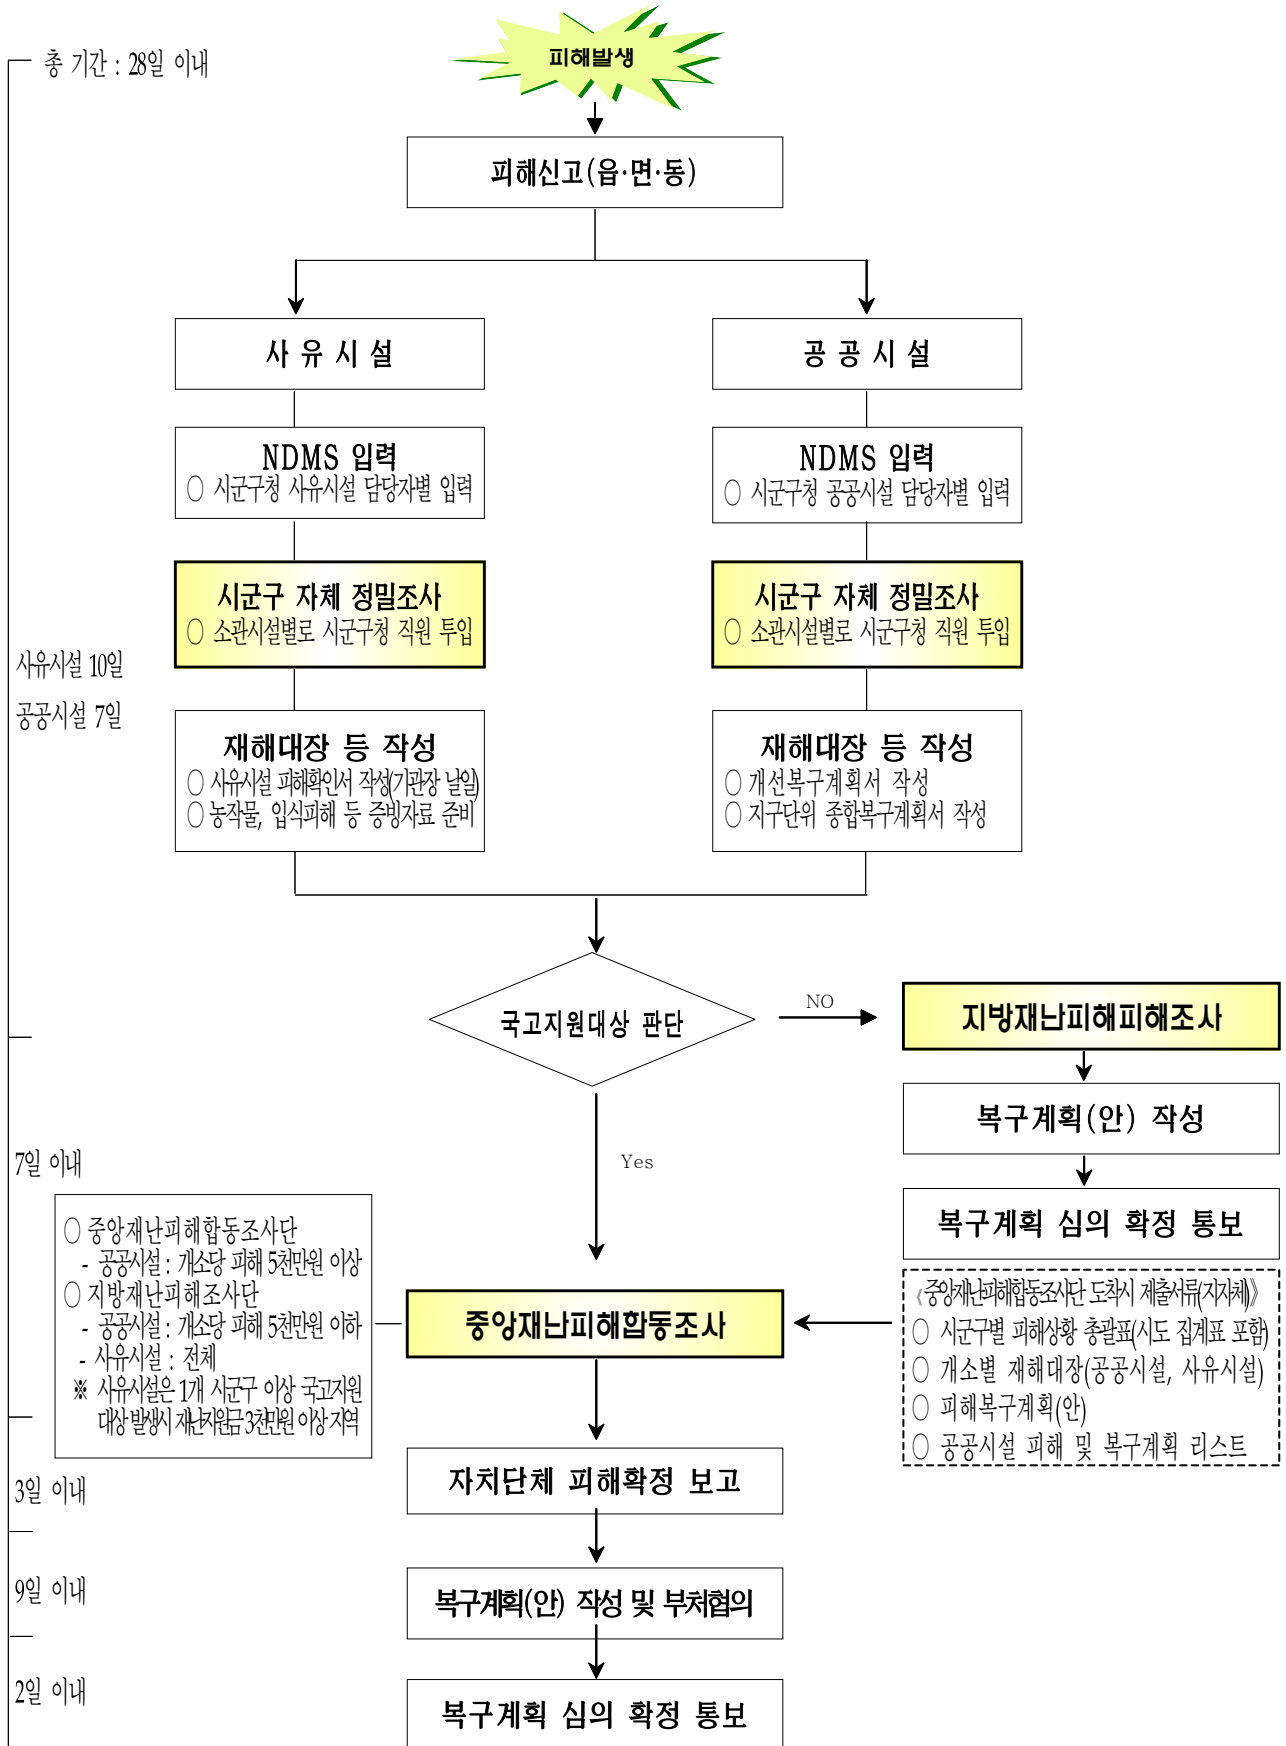 총 기간 : 28일 이내
피해발생
피해신고(읍·면·동)
사 유 시 설
공 공 시 설
NDMS 입력
○ 시군구청 사유시설 담당자별 입력
NDMS 입력
○ 시군구청 공공시설 담당자별 입력
시군구 자체 정밀조사
○ 소관시설별로 시군구청 직원 투입
시군구 자체 정밀조사
○ 소관시설별로 시군구청 직원 투입
사유시설 10일
공공시설 7일
재해대장 등 작성
○ 사유시설 피해확인서 작성(기관장 날인)
○ 농작물, 입식피해 등 증빙자료 준비
재해대장 등 작성
○ 개선복구계획서 작성
○ 지구단위 종합복구계획서 작성
국고지원대상 판단
NO
지방재난피해피해조사
복구계획(안) 작성
복구계획 심의 확정 통보
Yes
7일 이내
○ 중앙재난피해합동조사단
- 공공시설 : 개소당 피해 5천만원 이상
○ 지방재난피해조사단
- 공공시설 : 개소당 피해 5천만원 이하
- 사유시설 : 전체
※ 사유시설은 1개 시군구 이상 국고지원
대상 발생시 재난지원금 3천만원 이상 지역
중앙재난피해합동조사
《중앙재난피해합동조사단 도착시 제출서류(지자체)》
○ 시군구별 피해상황 총괄표(시도 집계표 포함)
○ 개소별 재해대장(공공시설, 사유시설)
○ 피해복구계획(안)
○ 공공시설 피해 및 복구계획 리스트
3일 이내
자치단체 피해확정 보고
9일 이내
복구계획(안) 작성 및 부처협의
2일 이내
복구계획 심의 확정 통보